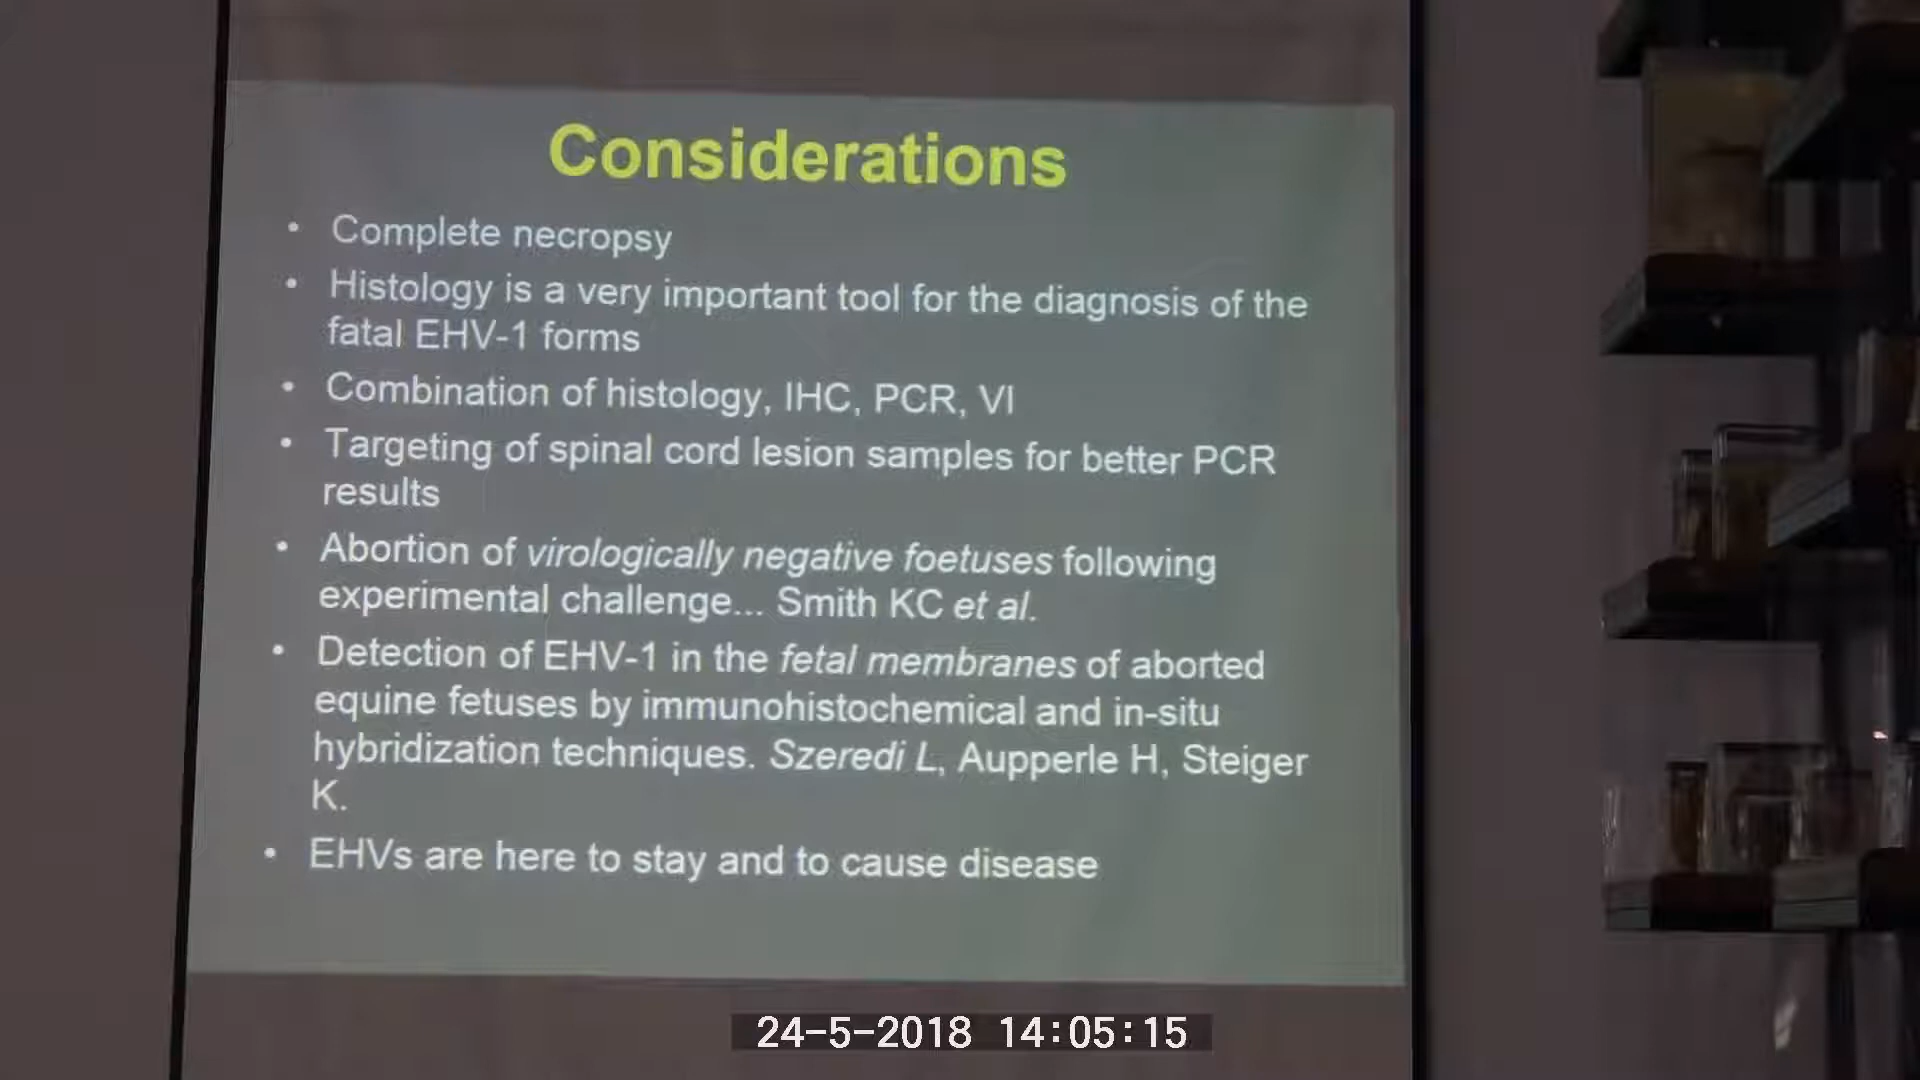 Considerations
• Complete necropsy
• Histology is a very important tool for the diagnosis of the
fatal EHV-1 forms
• Combination of histology, IHC, PCR, VI
• Targeting of spinal cord lesion samples for better PCR
results
• Abortion of virologically negative foetuses following
experimental challenge... Smith KC et al.
• Detection of EHV-1 in the fetal membranes of aborted
equine fetuses by immunohistochemical and in-situ
hybridization techniques. Szeredi L, Aupperle H, Steiger
K.
• EHVs are here to stay and to cause disease
24-5-2018 14:05:15